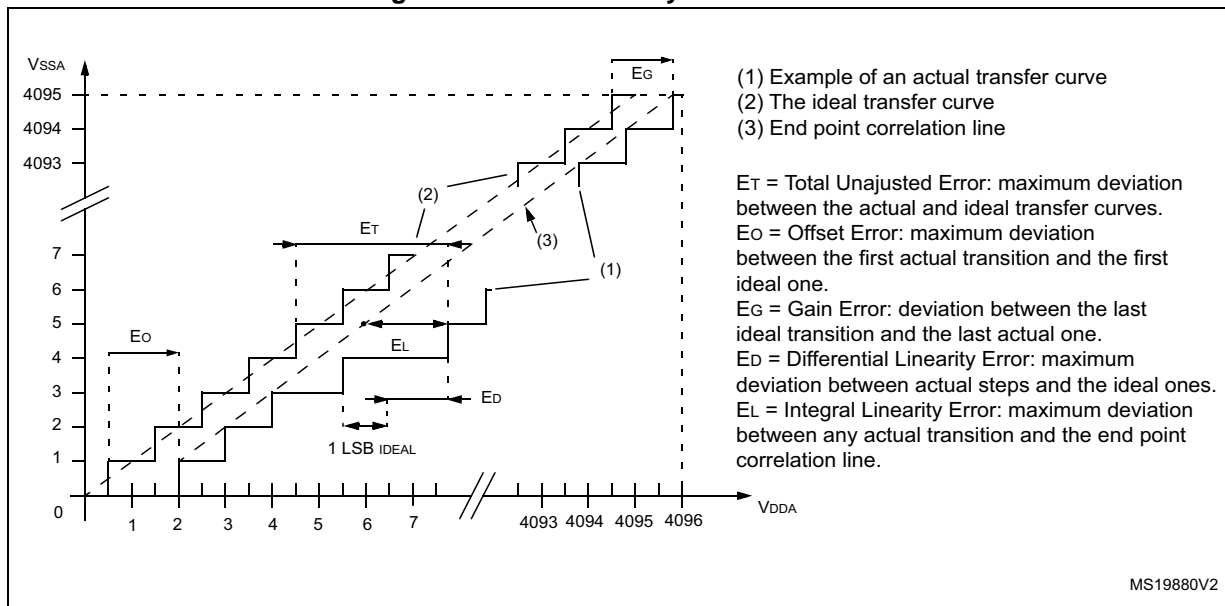 VSSA
EG
4095
4094
4093
(2)
ET
(3)
(1)
7
6
5
4
3
2
1
0
EO
EL
ED
1 LSB IDEAL
1 2 3 4 5 6 7 4093 4094 4095 4096
VDDA
(1) Example of an actual transfer curve
(2) The ideal transfer curve
(3) End point correlation line
ET = Total Unajusted Error: maximum deviation
between the actual and ideal transfer curves.
EO = Offset Error: maximum deviation
between the first actual transition and the first
ideal one.
EG = Gain Error: deviation between the last
ideal transition and the last actual one.
ED = Differential Linearity Error: maximum
deviation between actual steps and the ideal ones.
EL = Integral Linearity Error: maximum deviation
between any actual transition and the end point
correlation line.
MS19880V2